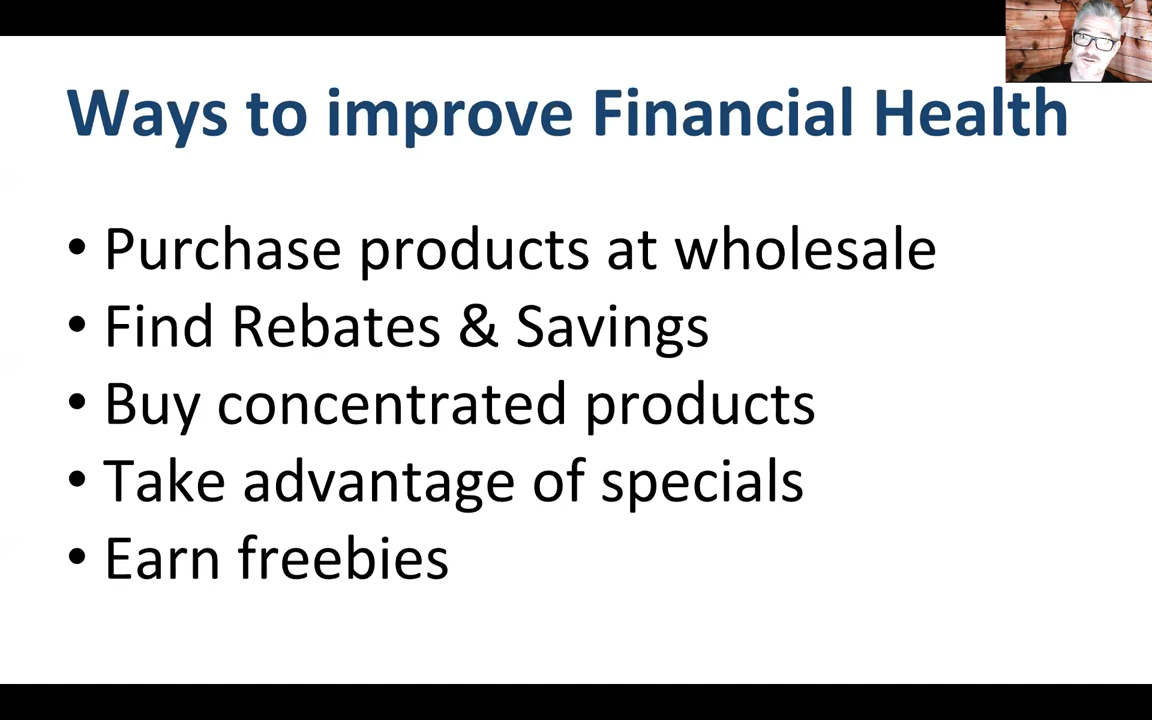 Ways to improve Financial Health
• Purchase products at wholesale
• Find Rebates & Savings
• Buy concentrated products
• Take advantage of specials
• Earn freebies